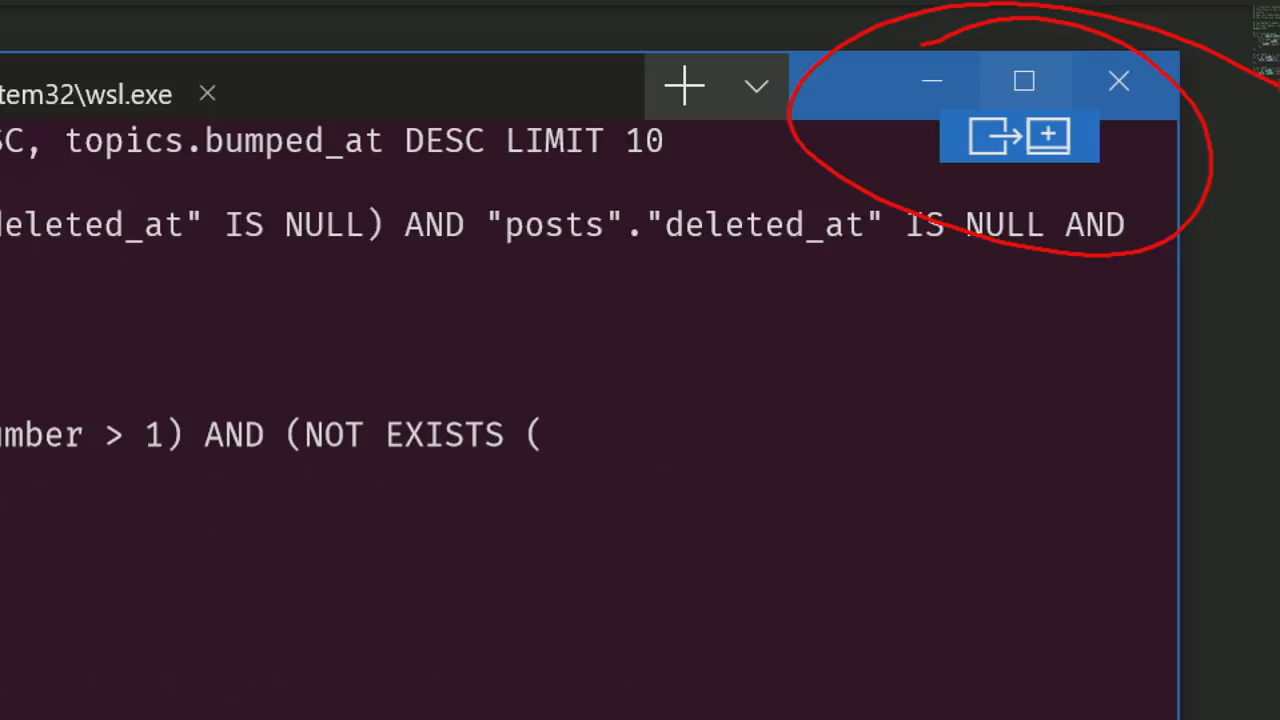 tem32\wsl.exe
SC, topics.bumped_at DESC LIMIT 10
deleted_at" IS NULL) AND "posts"."deleted_at" IS NULL AND
umber > 1) AND (NOT EXISTS (